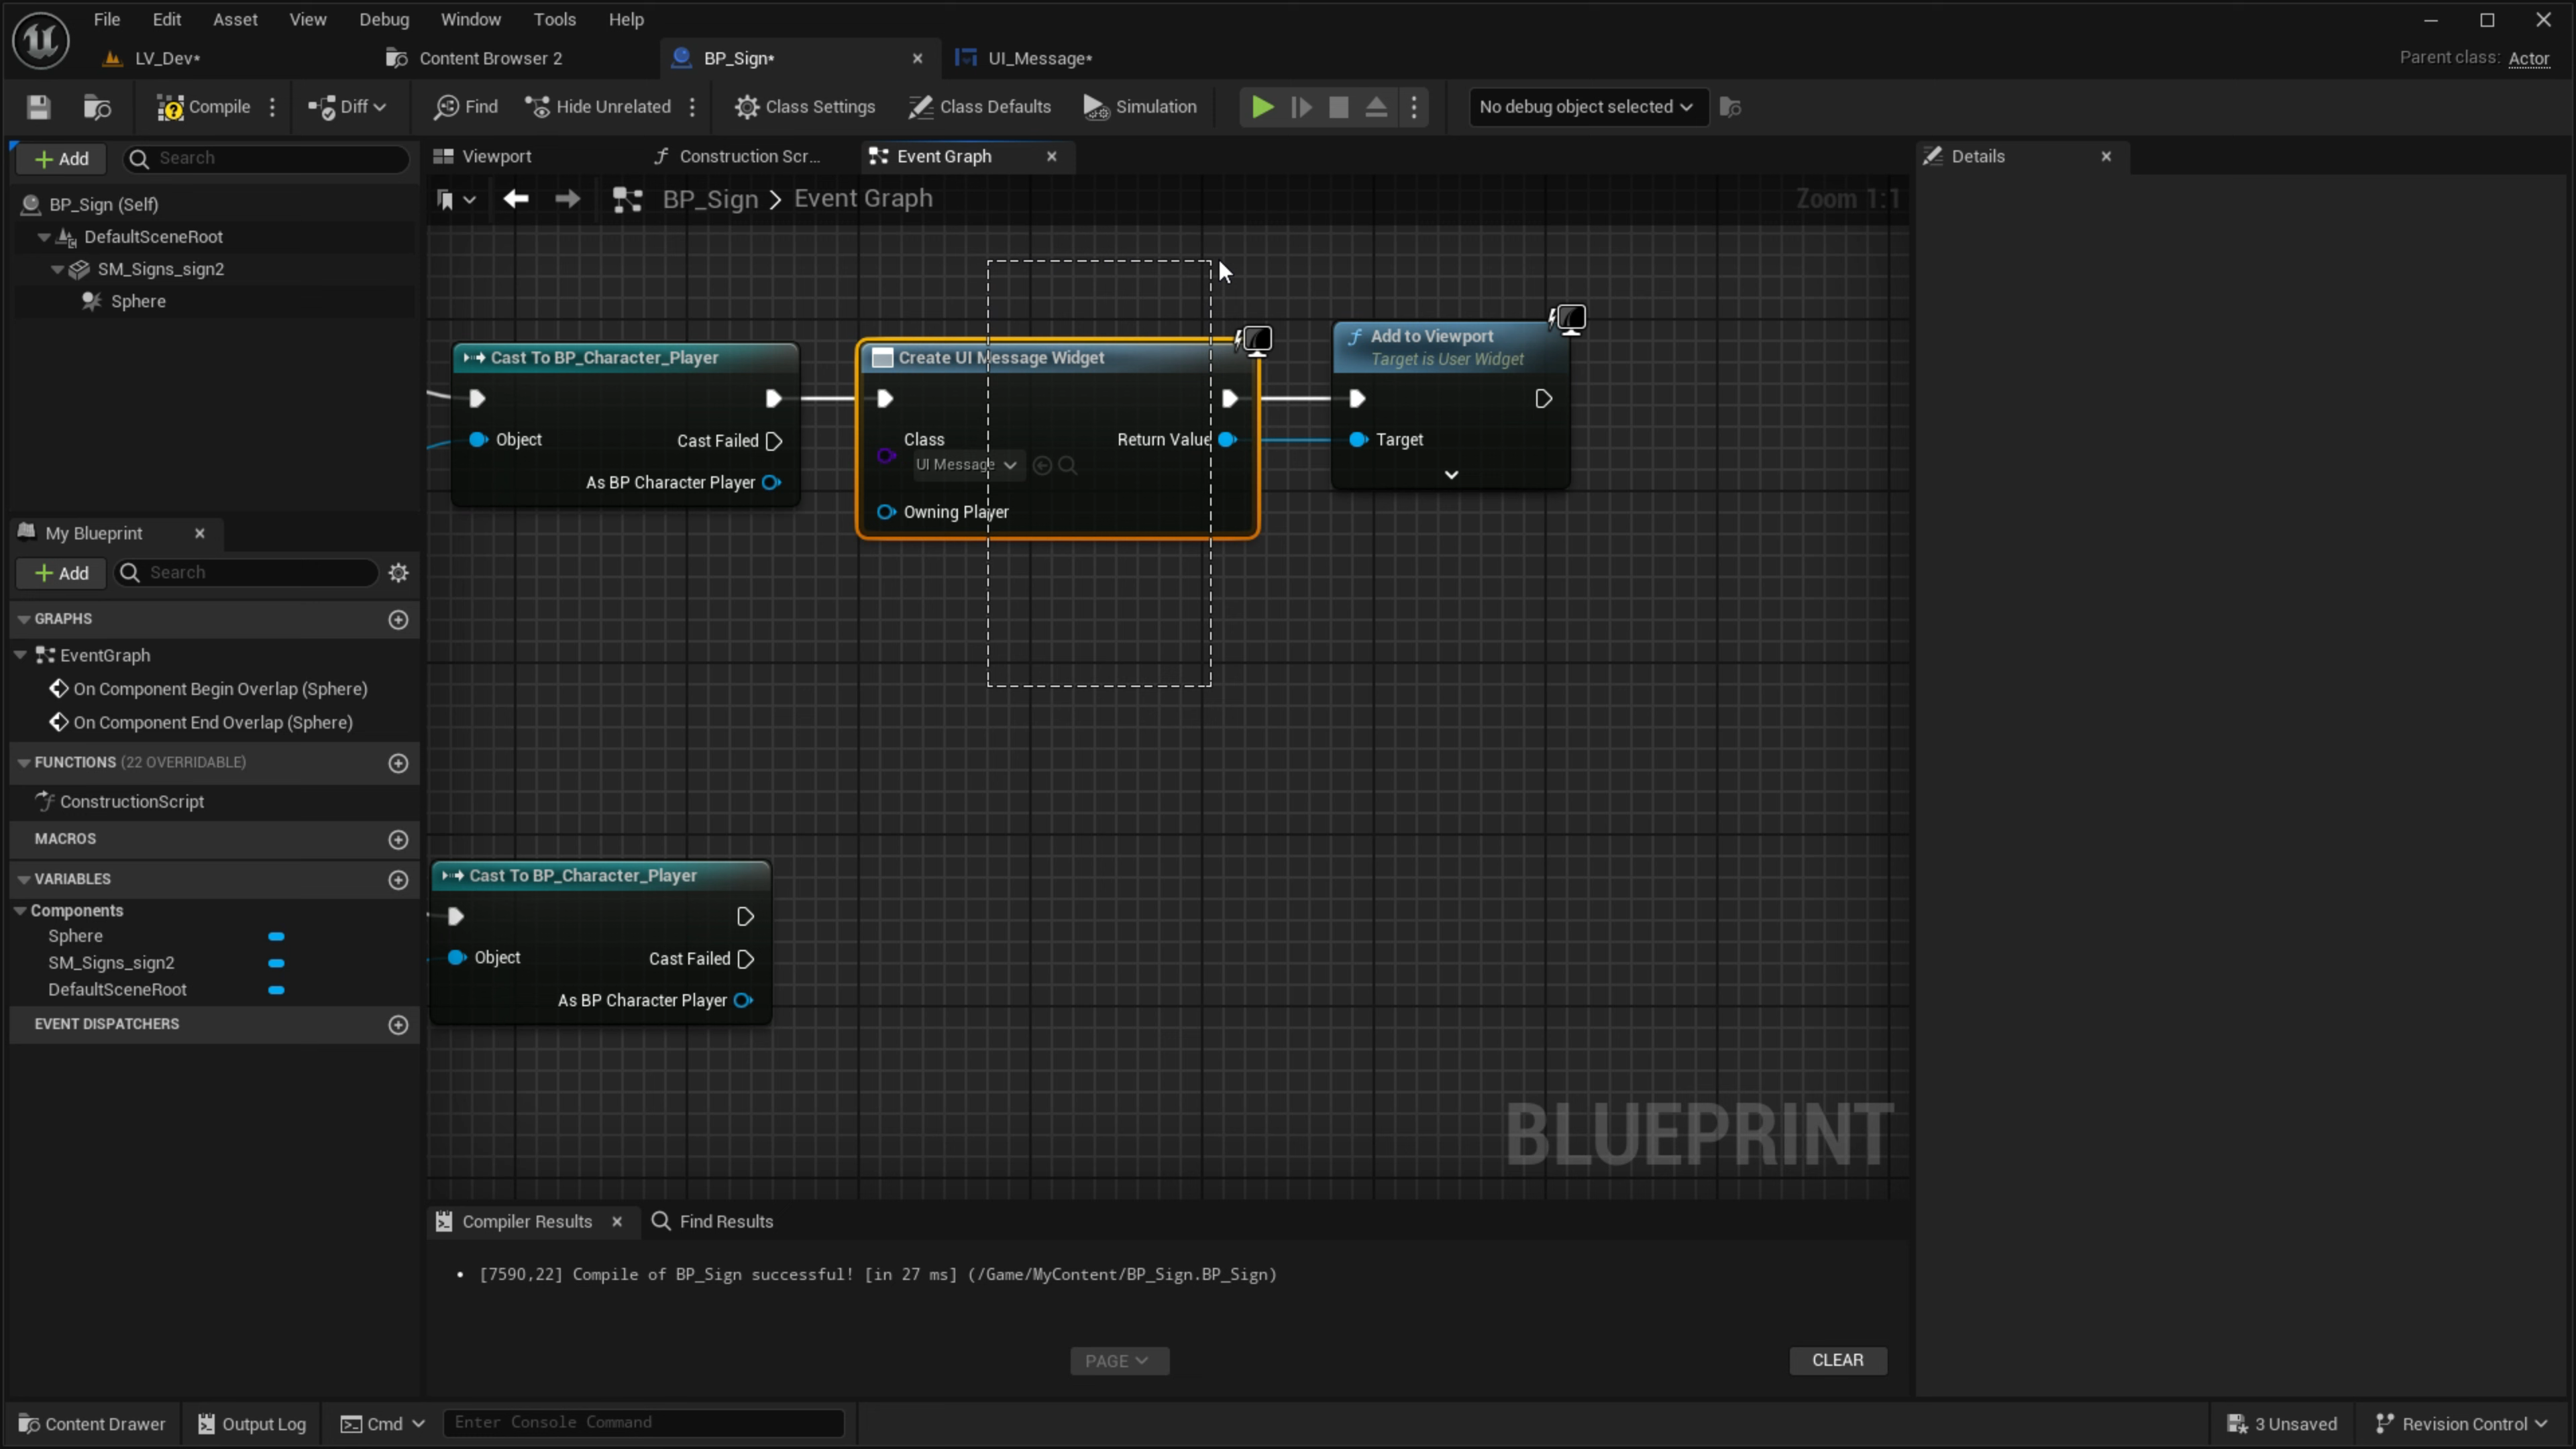 File Edit Asset View Debug Window Tools Help
LV_Dev* Content Browser 2 BP_Sign* UI_Message* Parent class: Actor
Compile Diff Find Hide Unrelated Class Settings Class Defaults Simulation No debug object selected
Add Search
Viewport Construction Scr... Event Graph Details
BP_Sign > Event Graph Zoom 1:1
BP_Sign (Self)
DefaultSceneRoot
SM_Signs_sign2
Sphere
Cast To BP_Character_Player
Object Cast Failed
As BP Character Player
Create UI Message Widget
Class Return Value
UI Message
Owning Player
Add to Viewport
Target is User Widget
Target
My Blueprint
Add Search
GRAPHS
EventGraph
On Component Begin Overlap (Sphere)
On Component End Overlap (Sphere)
FUNCTIONS (22 OVERRIDABLE)
ConstructionScript
MACROS
VARIABLES
Components
Sphere
SM_Signs_sign2
DefaultSceneRoot
EVENT DISPATCHERS
Cast To BP_Character_Player
Object Cast Failed
As BP Character Player
BLUEPRINT
Compiler Results Find Results
• [7590,22] Compile of BP_Sign successful! [in 27 ms] (/Game/MyContent/BP_Sign.BP_Sign)
PAGE CLEAR
Content Drawer Output Log Cmd Enter Console Command 3 Unsaved Revision Control